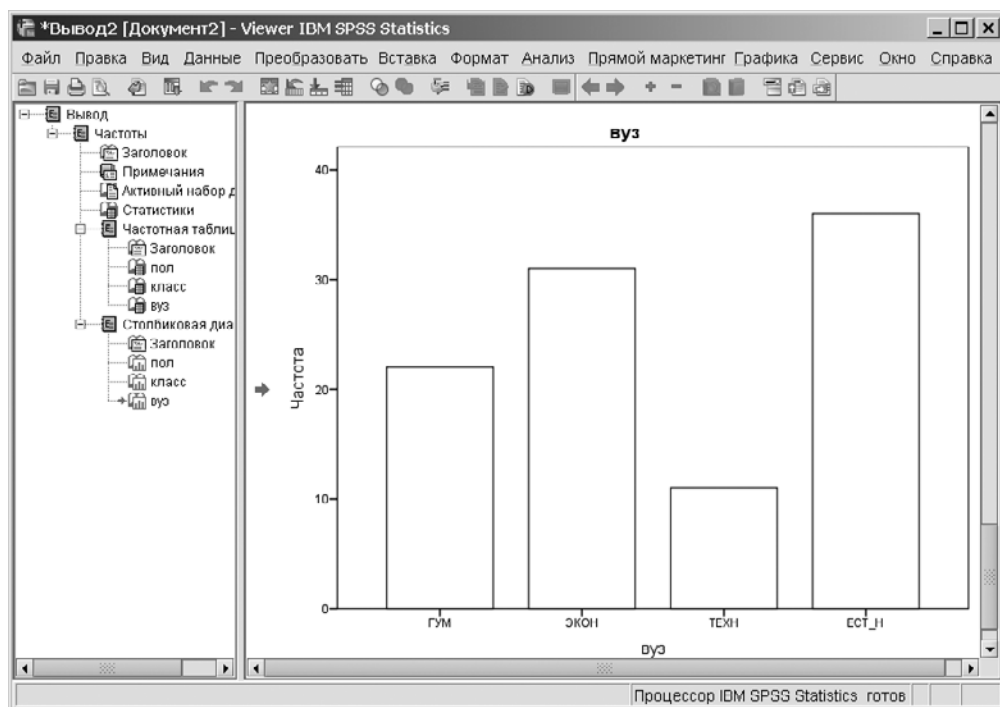 *Вывод2 [Документ2] - Viewer IBM SPSS Statistics
Файл Правка Вид Данные Преобразовать Вставка Формат Анализ Прямой маркетинг Графика Сервис Окно Справка
Вывод
Частоты
Заголовок
Примечания
Активный набор д
Статистики
Частотная таблиц
Заголовок
пол
класс
вуз
Столбиковая диа
Заголовок
пол
класс
вуз
вуз
Частота
40
30
20
10
0
ГУМ ЭКОН ТЕХН ЕСТ_Н
вуз
Процессор IBM SPSS Statistics готов